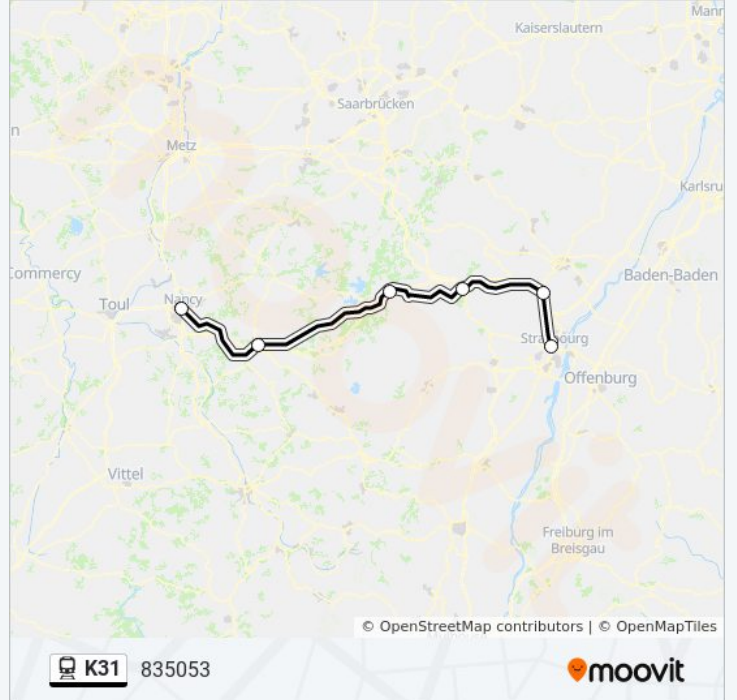 Mann
Kaiserslautern
Saarbrücken
n
Metz
Karlsru
Commercy
Baden-Baden
Nancy
Toul
Offenburg
Vittel
Freiburg im
Breisgau
© OpenStreetMap contributors | © OpenMapTiles
K31 835053
moovit